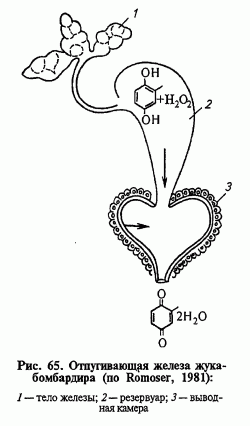 1
OH
+H₂O₂
OH
2
3
O
2H₂O
O
Рис. 65. Отпугивающая железа жука-
бомбардира (по Romoser, 1981):
1 — тело железы; 2 — резервуар; 3 — вывод-
ная камера